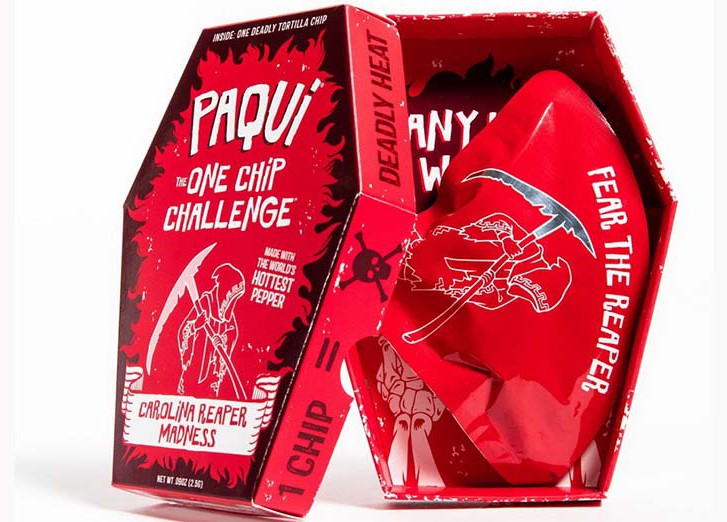 INSIDE: ONE DEADLY TORTILLA CHIP
PAQUI
THE ONE CHIP
CHALLENGE
MADE WITH
THE WORLD'S
HOTTEST
PEPPER
CAROLINA REAPER
MADNESS
NET WT .09OZ (2.5G)
DEADLY HEAT
1 CHIP =
ANY
W
FEAR THE REAPER